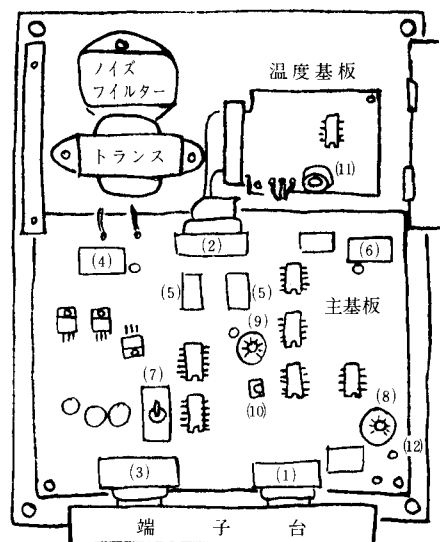 ノイズ
フィルター
温度基板
トランス
(11)
(2)
(4)
(6)
(5)
(5)
主基板
(9)
(7)
(8)
(10)
(12)
(3)
(1)
端子台